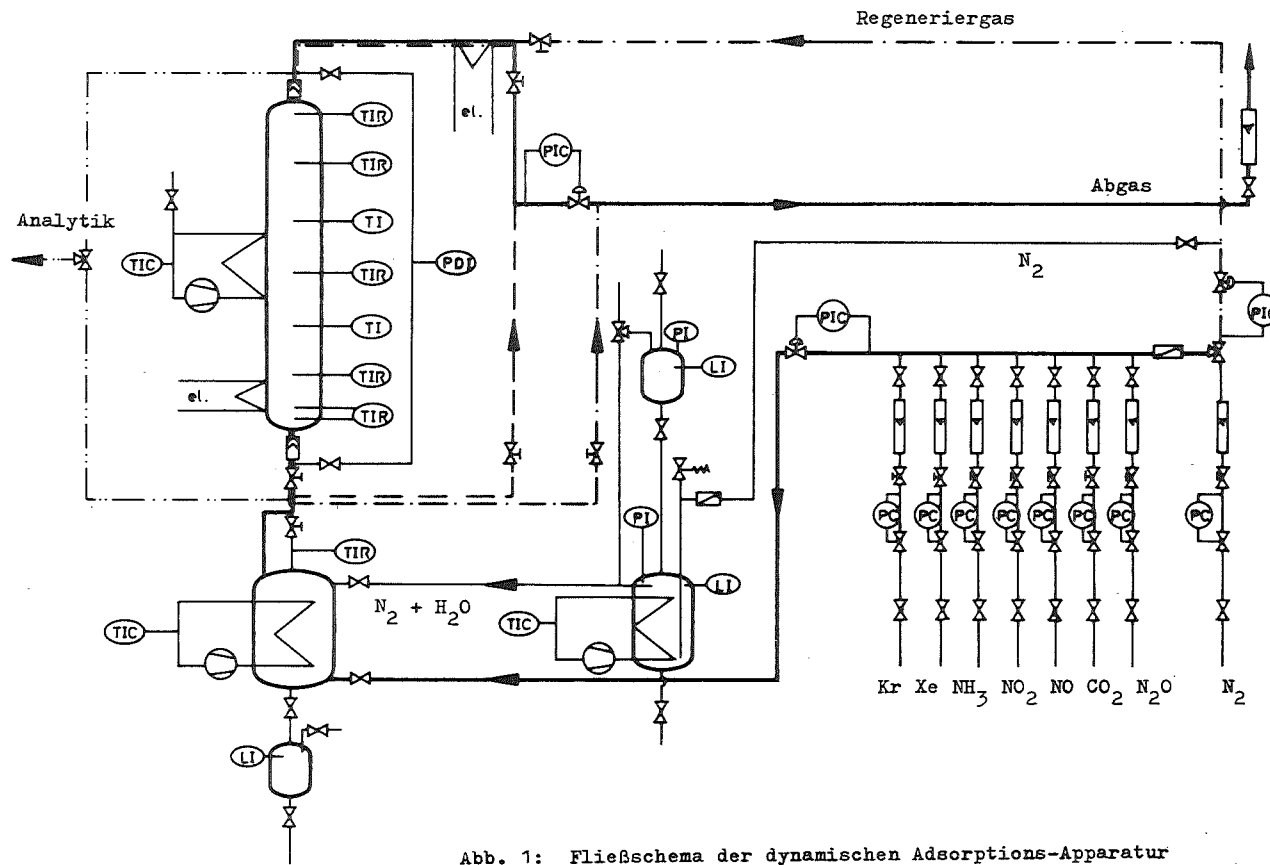 Regeneriergas
el.
TIR
TIR
PIC
Abgas
Analytik
TI
TIC
TIR
PDI
N₂
PIC
TI
PI
PIC
LI
TIR
el.
TIR
PI
PC PC PC PC PC PC PC PC
TIR
LI
N₂ + H₂O
TIC
TIC
Kr Xe NH₃ NO₂ NO CO₂ N₂O N₂
LI
Abb. 1: Fließschema der dynamischen Adsorptions-Apparatur